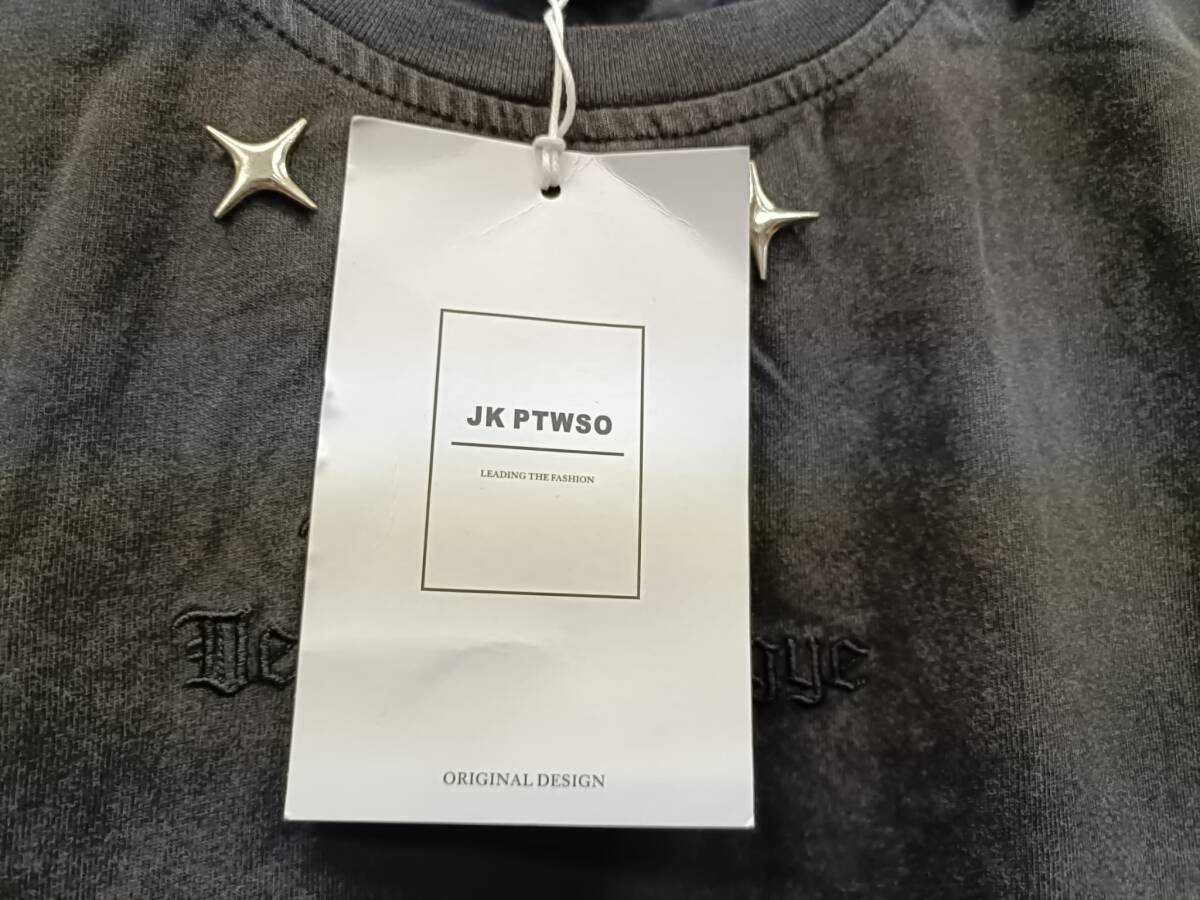 JK PTWSO
LEADING THE FASHION
ORIGINAL DESIGN